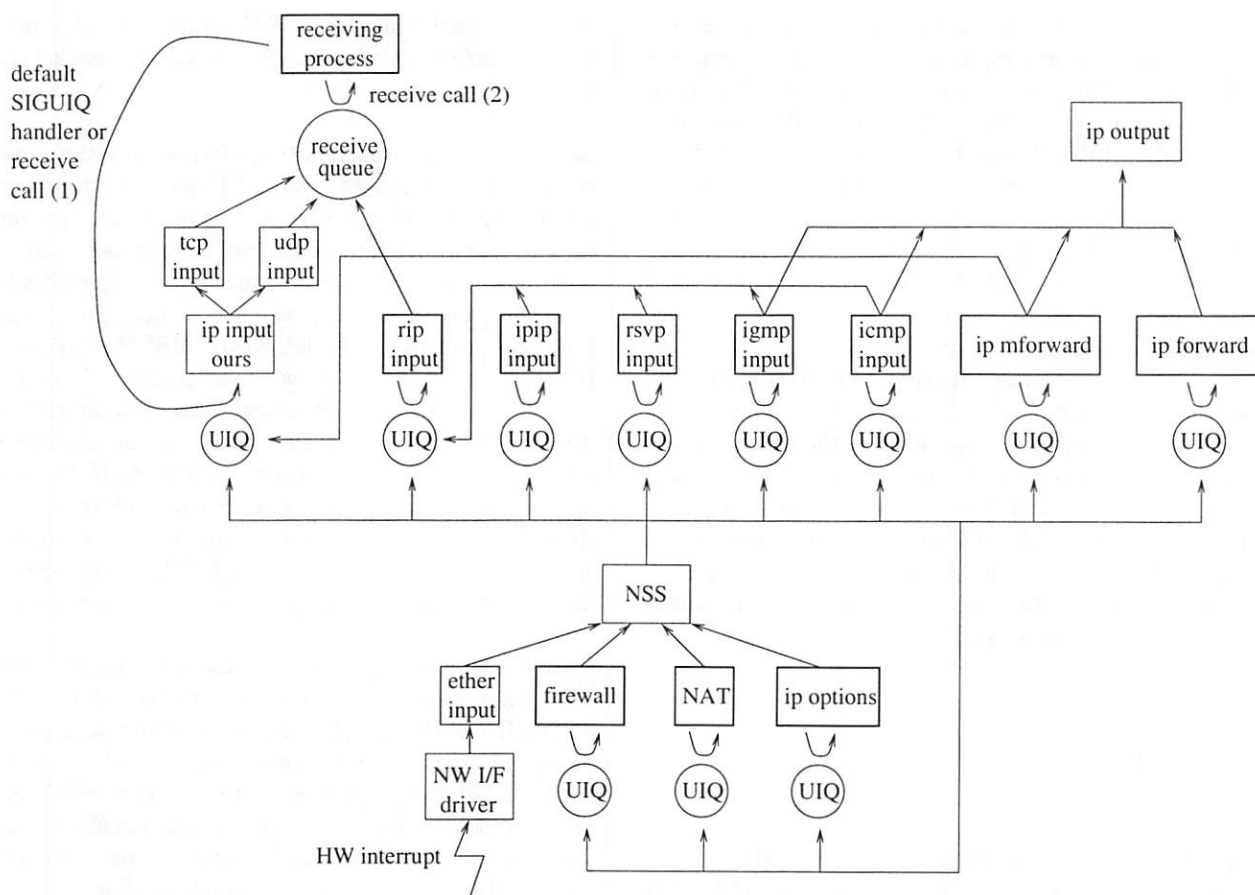 receiving
process
default
SIGUIQ
handler or
receive
call (1)
receive call (2)
receive
queue
ip output
tcp
input
udp
input
ip input
ours
rip
input
ipip
input
rsvp
input
igmp
input
icmp
input
ip mforward
ip forward
UIQ
UIQ
UIQ
UIQ
UIQ
UIQ
UIQ
UIQ
NSS
ether
input
firewall
NAT
ip options
NW I/F
driver
UIQ
UIQ
UIQ
HW interrupt